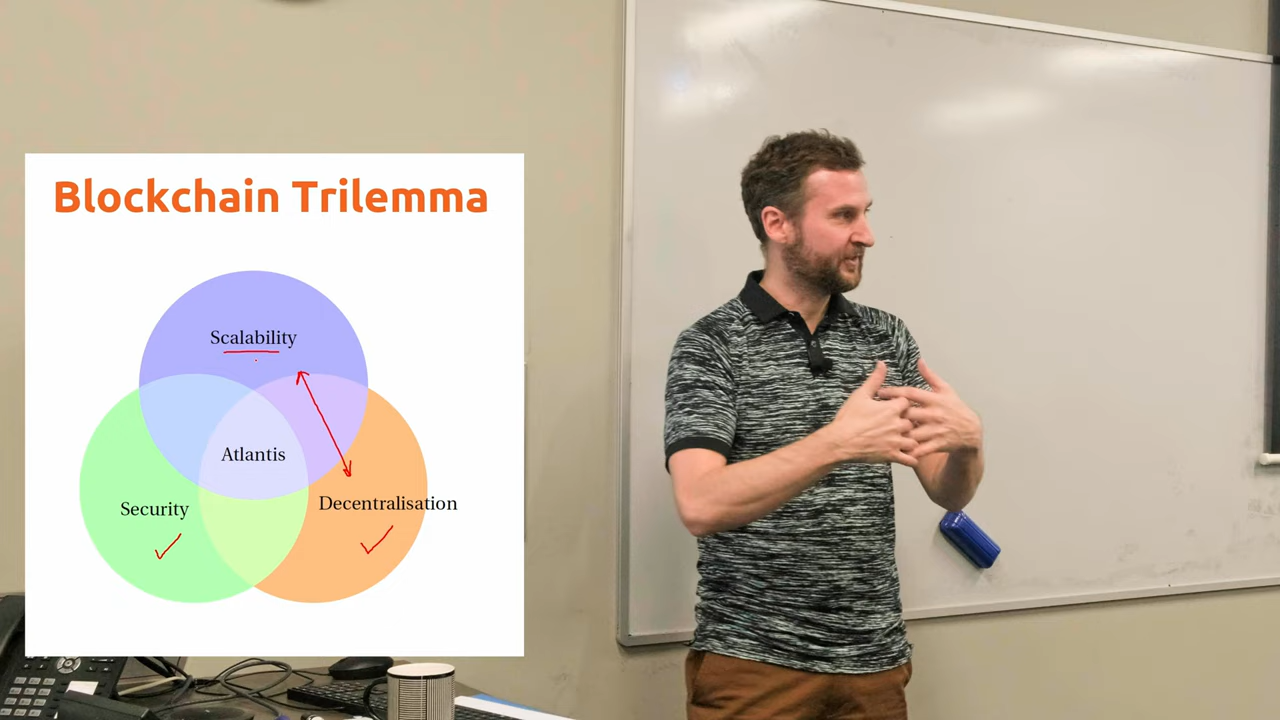 Blockchain Trilemma
Scalability
Atlantis
Security
Decentralisation